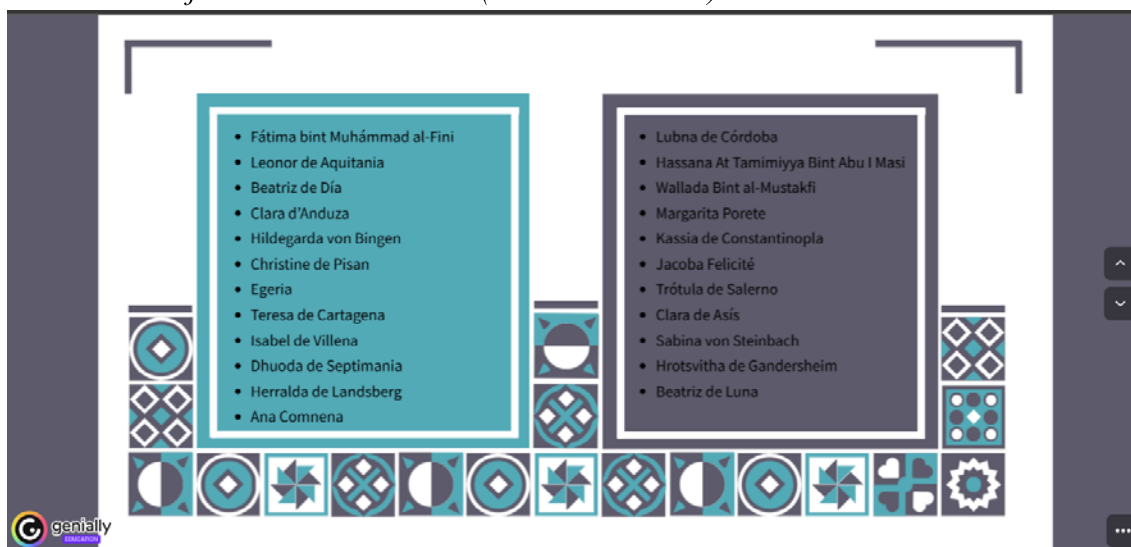 • Fátima bint Muhámmad al-Fini
• Leonor de Aquitania
• Beatriz de Día
• Clara d'Anduza
• Hildegarda von Bingen
• Christine de Pisan
• Egeria
• Teresa de Cartagena
• Isabel de Villena
• Dhuoda de Septimania
• Herralda de Landsberg
• Ana Comnena
• Lubna de Córdoba
• Hassana At Tamimiyya Bint Abu I Masi
• Wallada Bint al-Mustakfi
• Margarita Porete
• Kassia de Constantinopla
• Jacoba Felicité
• Trótula de Salerno
• Clara de Asís
• Sabina von Steinbach
• Hrotsvitha de Gandersheim
• Beatriz de Luna
genially
EDUCATION